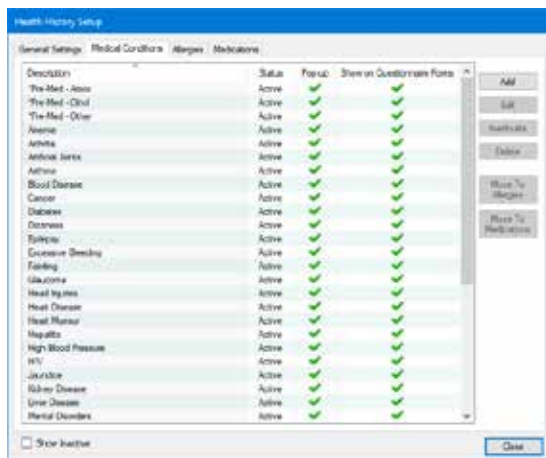 Health History Setup
General Settings Medical Conditions Allergies Medications
Description Status Pop-up Show on Questionnaire Forms
*Pre-Med - Amox Active
*Pre-Med - Clind Active
*Pre-Med - Other Active
Anemia Active
Arthritis Active
Artificial Joints Active
Asthma Active
Blood Disease Active
Cancer Active
Diabetes Active
Dizziness Active
Epilepsy Active
Excessive Bleeding Active
Fainting Active
Glaucoma Active
Head Injuries Active
Heart Disease Active
Heart Murmur Active
Hepatitis Active
High Blood Pressure Active
HIV Active
Jaundice Active
Kidney Disease Active
Liver Disease Active
Mental Disorders Active
Add
Edit
Inactivate
Delete
Move To
Allergies
Move To
Medications
Show Inactive
Close